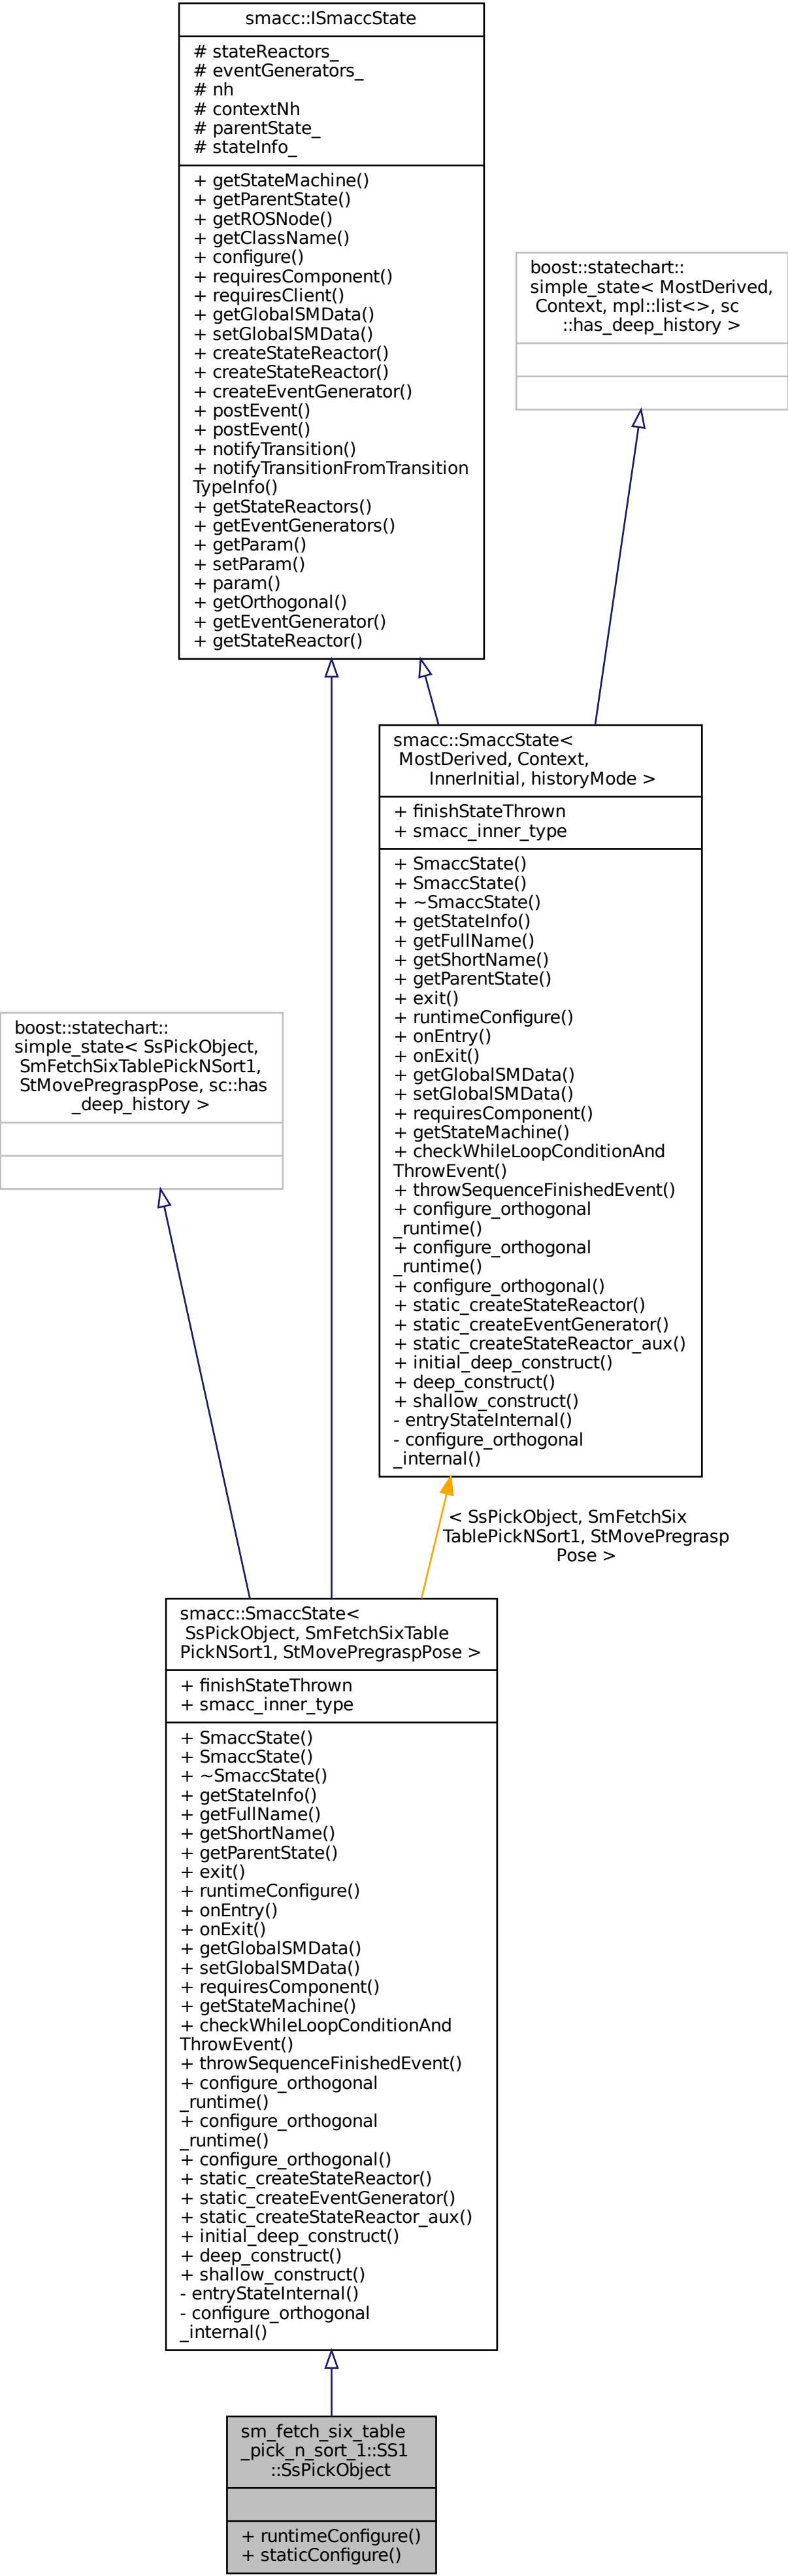 smacc::ISmaccState
# stateReactors_
# eventGenerators_
# nh
# contextNh
# parentState_
# stateInfo_
+ getStateMachine()
+ getParentState()
+ getROSNode()
+ getClassName()
+ configure()
+ requiresComponent()
+ requiresClient()
+ getGlobalSMData()
+ setGlobalSMData()
+ createStateReactor()
+ createStateReactor()
+ createEventGenerator()
+ postEvent()
+ postEvent()
+ notifyTransition()
+ notifyTransitionFromTransition
TypeInfo()
+ getStateReactors()
+ getEventGenerators()
+ getParam()
+ setParam()
+ param()
+ getOrthogonal()
+ getEventGenerator()
+ getStateReactor()
boost::statechart::
simple_state< MostDerived,
Context, mpl::list<>, sc
::has_deep_history >
smacc::SmaccState<
MostDerived, Context,
InnerInitial, historyMode >
+ finishStateThrown
+ smacc_inner_type
+ SmaccState()
+ SmaccState()
+ ~SmaccState()
+ getStateInfo()
+ getFullName()
+ getShortName()
+ getParentState()
+ exit()
+ runtimeConfigure()
+ onEntry()
+ onExit()
+ getGlobalSMData()
+ setGlobalSMData()
+ requiresComponent()
+ getStateMachine()
+ checkWhileLoopConditionAnd
ThrowEvent()
+ throwSequenceFinishedEvent()
+ configure_orthogonal
_runtime()
+ configure_orthogonal
_runtime()
+ configure_orthogonal()
+ static_createStateReactor()
+ static_createEventGenerator()
+ static_createStateReactor_aux()
+ initial_deep_construct()
+ deep_construct()
+ shallow_construct()
- entryStateInternal()
- configure_orthogonal
_internal()
boost::statechart::
simple_state< SsPickObject,
SmFetchSixTablePickNSort1,
StMovePregraspPose, sc::has
_deep_history >
< SsPickObject, SmFetchSix
TablePickNSort1, StMovePregrasp
Pose >
smacc::SmaccState<
SsPickObject, SmFetchSixTable
PickNSort1, StMovePregraspPose >
+ finishStateThrown
+ smacc_inner_type
+ SmaccState()
+ SmaccState()
+ ~SmaccState()
+ getStateInfo()
+ getFullName()
+ getShortName()
+ getParentState()
+ exit()
+ runtimeConfigure()
+ onEntry()
+ onExit()
+ getGlobalSMData()
+ setGlobalSMData()
+ requiresComponent()
+ getStateMachine()
+ checkWhileLoopConditionAnd
ThrowEvent()
+ throwSequenceFinishedEvent()
+ configure_orthogonal
_runtime()
+ configure_orthogonal
_runtime()
+ configure_orthogonal()
+ static_createStateReactor()
+ static_createEventGenerator()
+ static_createStateReactor_aux()
+ initial_deep_construct()
+ deep_construct()
+ shallow_construct()
- entryStateInternal()
- configure_orthogonal
_internal()
sm_fetch_six_table
_pick_n_sort_1::SS1
::SsPickObject
+ runtimeConfigure()
+ staticConfigure()